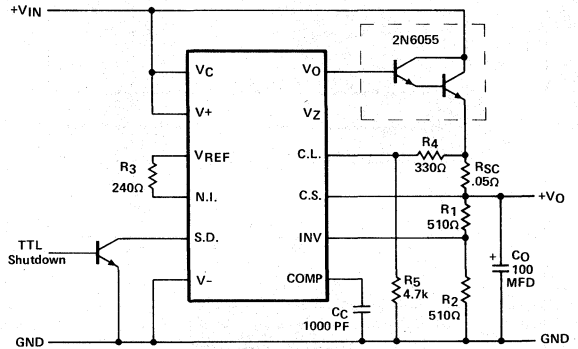 +VIN
2N6055
VC
VO
V+
VZ
VREF
C.L.
R4
330Ω
R3
240Ω
RSC
.05Ω
N.I.
C.S.
+VO
R1
510Ω
TTL
Shutdown
S.D.
INV
CO
100
MFD
+
V-
COMP
R5
4.7k
R2
510Ω
CC
1000 PF
GND
GND